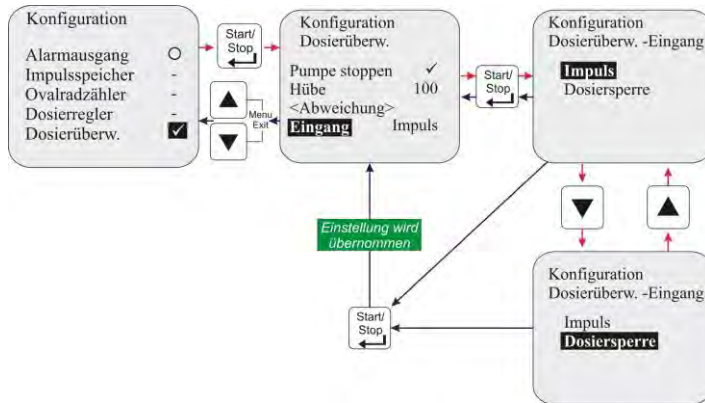 Konfiguration
Alarmausgang
Impulsspeicher -
Ovalradzähler -
Dosierregler -
Dosierüberw. ✓
Start/
Stop
Menu
Exit
Konfiguration
Dosierüberw.
Pumpe stoppen ✓
Hübe 100
<Abweichung>
Eingang Impuls
Start/
Stop
Konfiguration
Dosierüberw. -Eingang
Impuls
Dosiersperre
Einstellung wird
übernommen
Start/
Stop
Konfiguration
Dosierüberw. -Eingang
Impuls
Dosiersperre